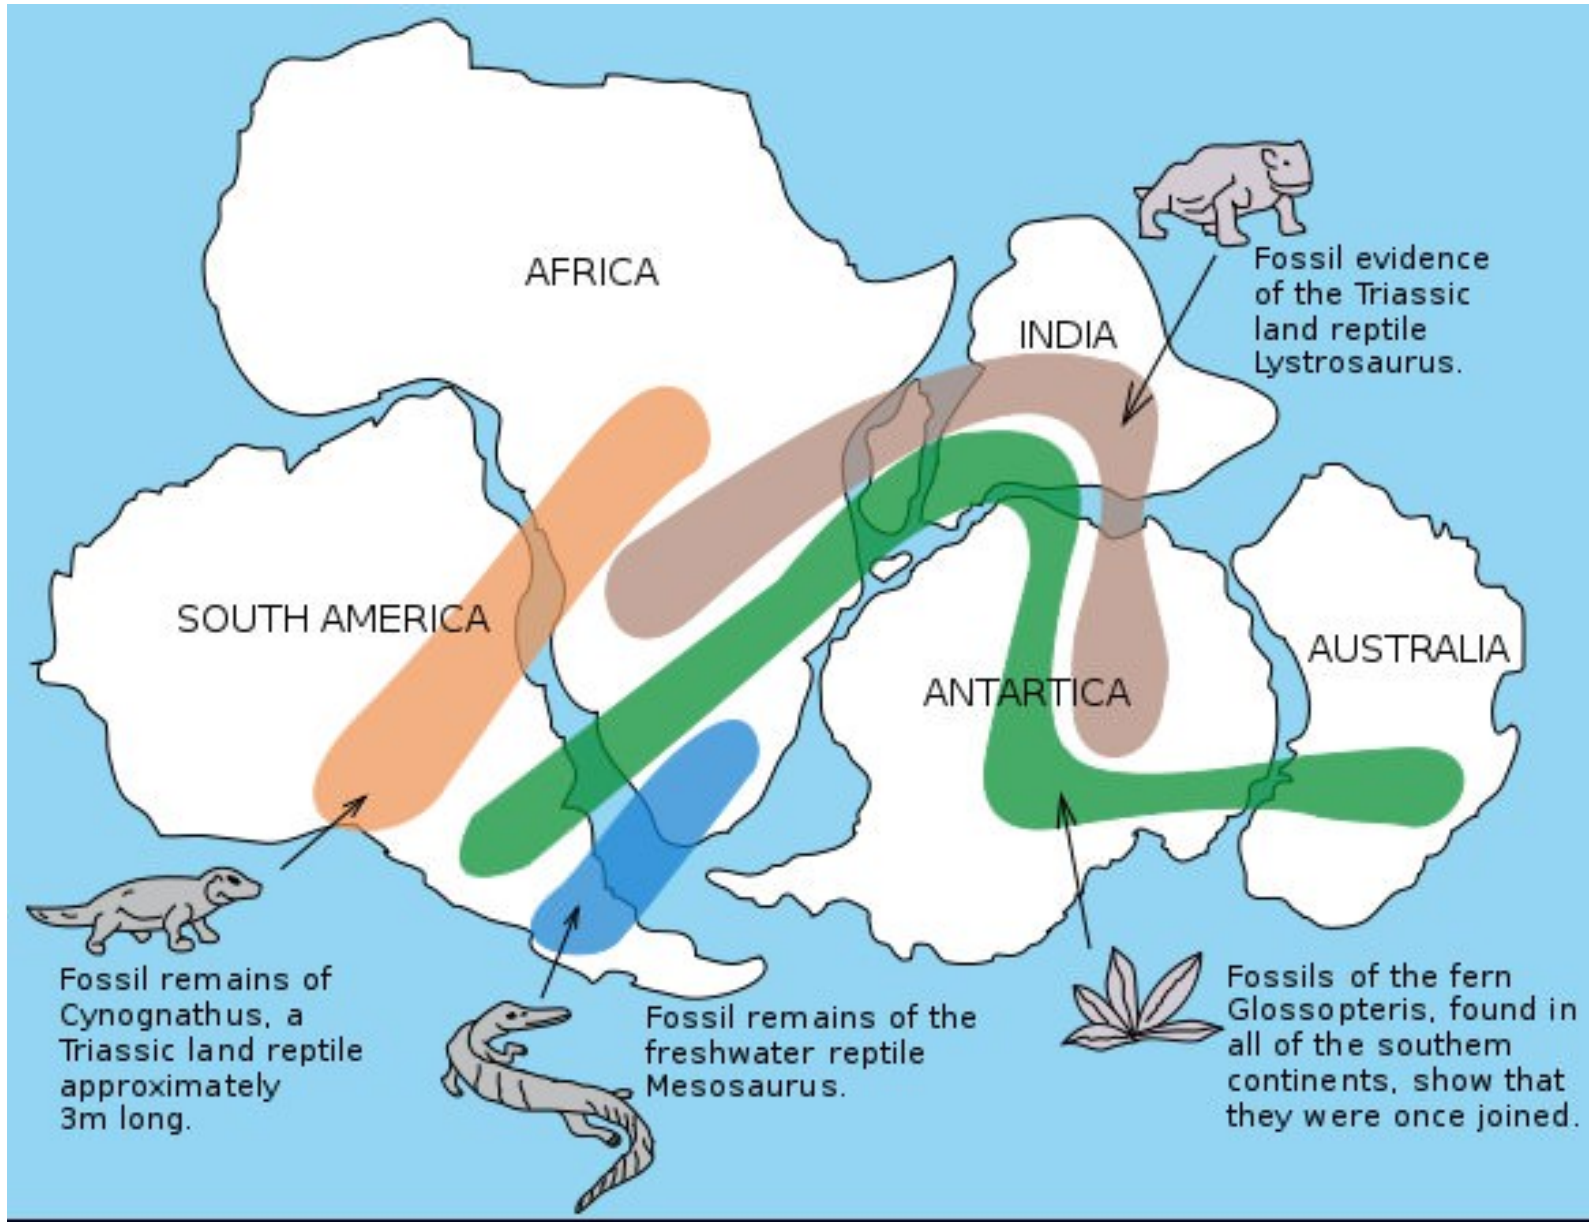 AFRICA
INDIA
Fossil evidence
of the Triassic
land reptile
Lystrosaurus.
SOUTH AMERICA
AUSTRALIA
ANTARTICA
Fossil remains of
Cynognathus, a
Triassic land reptile
approximately
3m long.
Fossil remains of the
freshwater reptile
Mesosaurus.
Fossils of the fern
Glossopteris, found in
all of the southem
continents, show that
they were once joined.